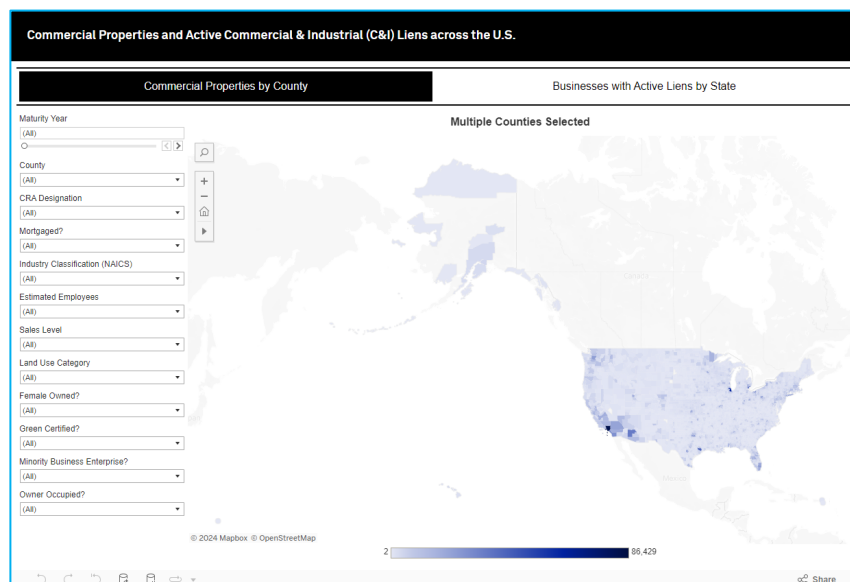 Commercial Properties and Active Commercial & Industrial (C&I) Liens across the U.S.
Commercial Properties by County
Businesses with Active Liens by State
Maturity Year
(All)
County
(All)
CRA Designation
(All)
Mortgaged?
(All)
Industry Classification (NAICS)
(All)
Estimated Employees
(All)
Sales Level
(All)
Land Use Category
(All)
Female Owned?
(All)
Green Certified?
(All)
Minority Business Enterprise?
(All)
Owner Occupied?
(All)
Multiple Counties Selected
Canada
Mexico
© 2024 Mapbox © OpenStreetMap
2
86,429
Share